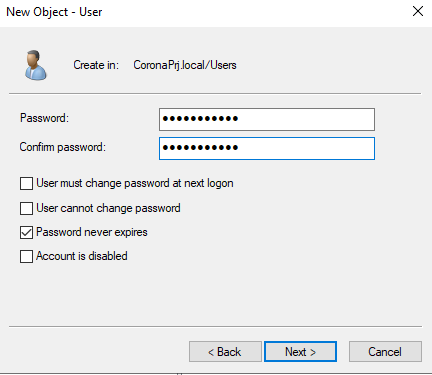 New Object - User
Create in: CoronaPrj.local/Users
Password: ●●●●●●●●●●●
Confirm password: ●●●●●●●●●●●
User must change password at next logon
User cannot change password
Password never expires
Account is disabled
< Back Next > Cancel